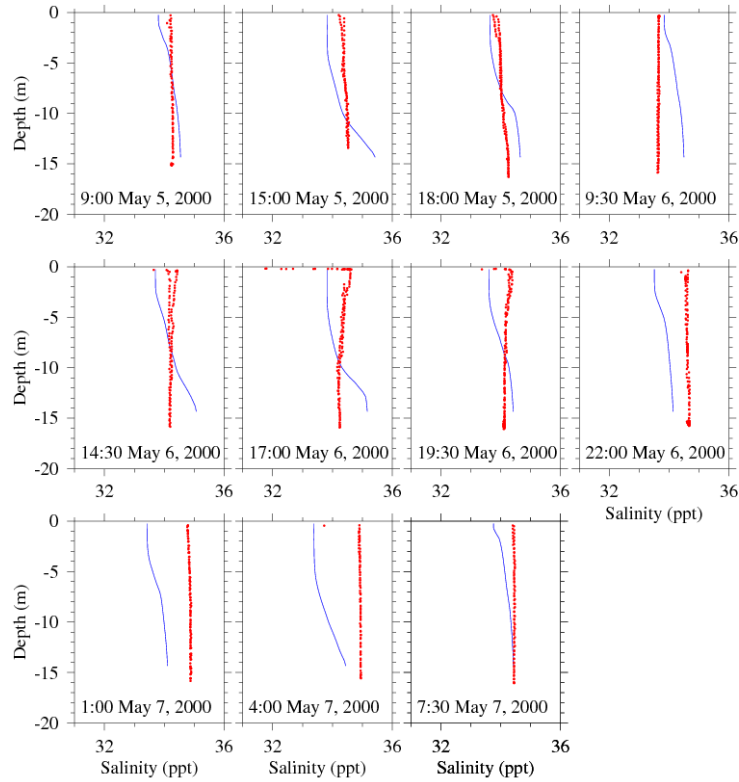 0
-5
-10
-15
-20
Depth (m)
9:00 May 5, 2000
15:00 May 5, 2000
18:00 May 5, 2000
9:30 May 6, 2000
32 36 32 36 32 36 32 36
0
-5
-10
-15
-20
Depth (m)
14:30 May 6, 2000
17:00 May 6, 2000
19:30 May 6, 2000
22:00 May 6, 2000
32 36 32 36 32 36 32 36
Salinity (ppt)
0
-5
-10
-15
-20
Depth (m)
1:00 May 7, 2000
4:00 May 7, 2000
7:30 May 7, 2000
32 36 32 36 32 36
Salinity (ppt) Salinity (ppt) Salinity (ppt)